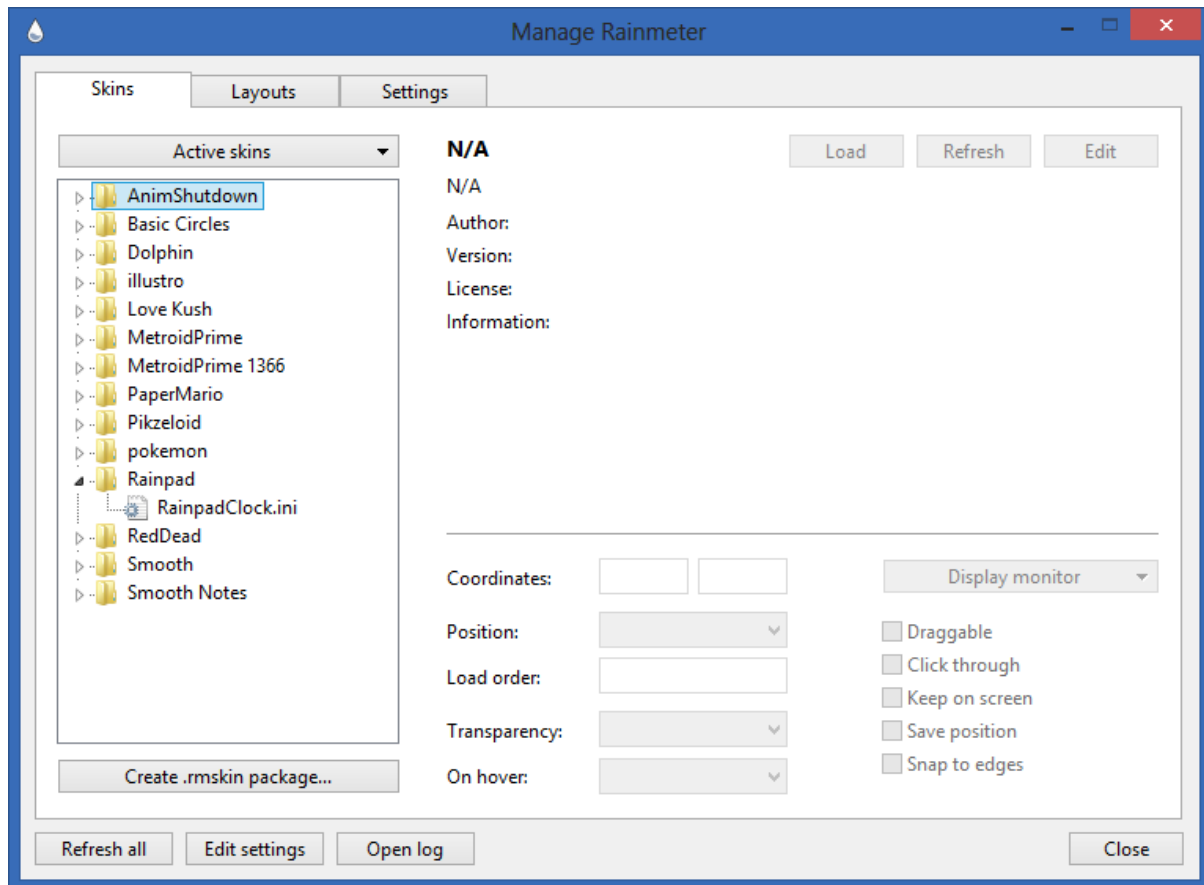 Manage Rainmeter
Skins
Layouts
Settings
Active skins
AnimShutdown
Basic Circles
Dolphin
illustro
Love Kush
MetroidPrime
MetroidPrime 1366
PaperMario
Pikzeloid
pokemon
Rainpad
RainpadClock.ini
RedDead
Smooth
Smooth Notes
Create .rmskin package...
N/A
Load
Refresh
Edit
N/A
Author:
Version:
License:
Information:
Coordinates:
Display monitor
Position:
Load order:
Transparency:
On hover:
Draggable
Click through
Keep on screen
Save position
Snap to edges
Refresh all
Edit settings
Open log
Close